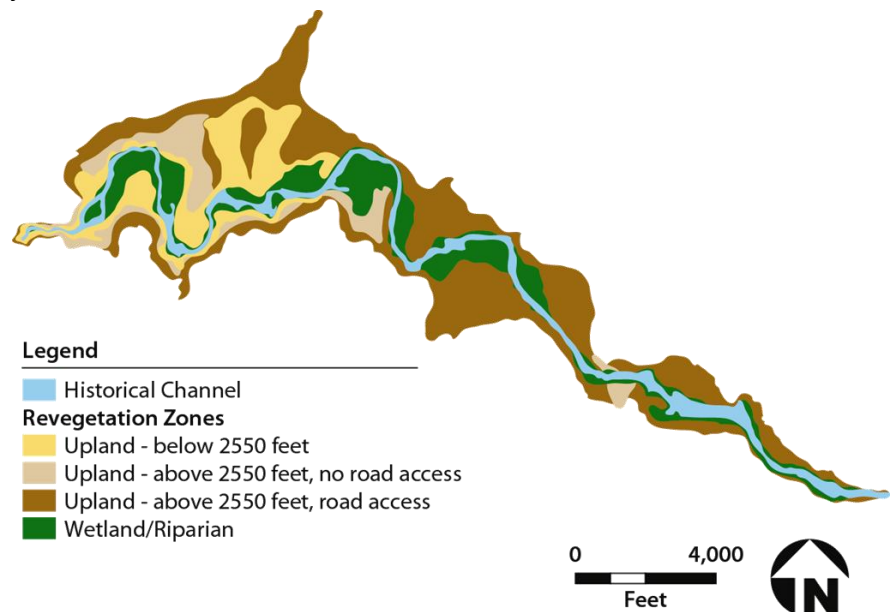 Legend
Historical Channel
Revegetation Zones
Upland - below 2550 feet
Upland - above 2550 feet, no road access
Upland - above 2550 feet, road access
Wetland/Riparian
0 4,000
Feet
N